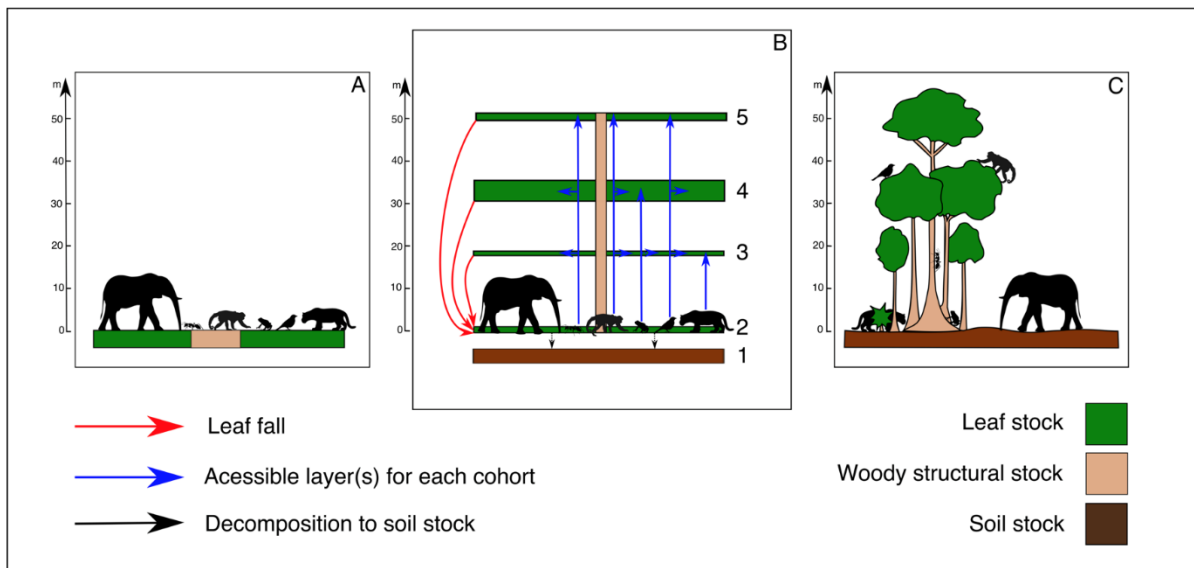 A
m
50
40
30
20
10
0
B
m
50
40
30
20
10
0
5
4
3
2
1
C
m
50
40
30
20
10
0
Leaf fall
Acessible layer(s) for each cohort
Decomposition to soil stock
Leaf stock
Woody structural stock
Soil stock